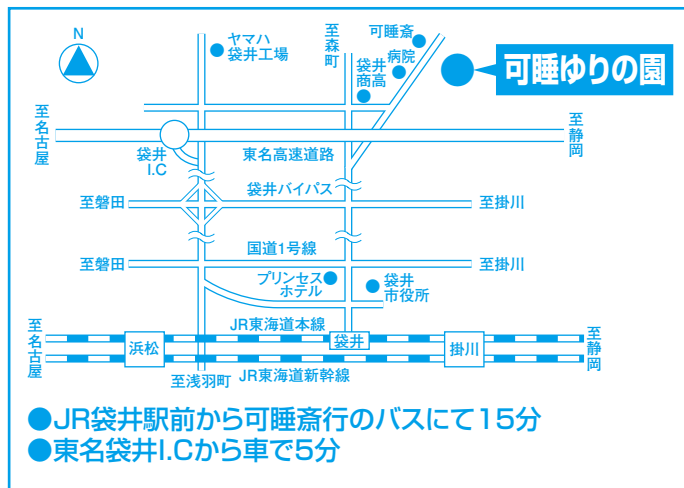 N
ヤマハ
袋井工場
至森町
可睡斎
病院
袋井
商高
可睡ゆりの園
至名古屋
至静岡
袋井
I.C
東名高速道路
袋井バイパス
至磐田
至掛川
国道1号線
至磐田
至掛川
プリンセス
ホテル
袋井
市役所
至名古屋
JR東海道本線
浜松
袋井
掛川
至静岡
JR東海道新幹線
至浅羽町
●JR袋井駅前から可睡斎行のバスにて15分
●東名袋井I.Cから車で5分